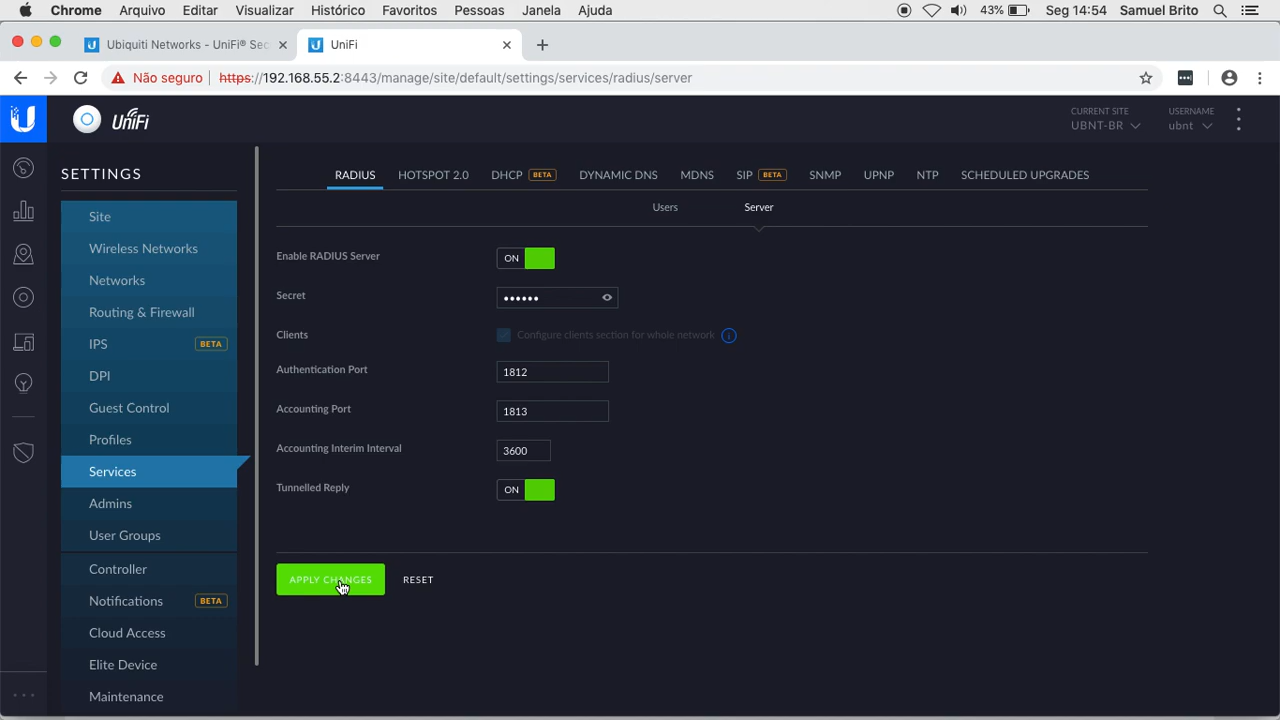 Chrome Arquivo Editar Visualizar Histórico Favoritos Pessoas Janela Ajuda 43% Seg 14:54 Samuel Brito
Ubiquiti Networks - UniFi® Sec UniFi
Não seguro https://192.168.55.2:8443/manage/site/default/settings/services/radius/server
UniFi
CURRENT SITE USERNAME
UBNT-BR ubnt
SETTINGS
RADIUS HOTSPOT 2.0 DHCP BETA DYNAMIC DNS MDNS SIP BETA SNMP UPNP NTP SCHEDULED UPGRADES
Users Server
Site
Wireless Networks
Networks
Routing & Firewall
IPS BETA
DPI
Guest Control
Profiles
Services
Admins
User Groups
Controller
Notifications BETA
Cloud Access
Elite Device
Maintenance
Enable RADIUS Server ON
Secret ••••••
Clients Configure clients section for whole network
Authentication Port 1812
Accounting Port 1813
Accounting Interim Interval 3600
Tunnelled Reply ON
APPLY CHANGES RESET